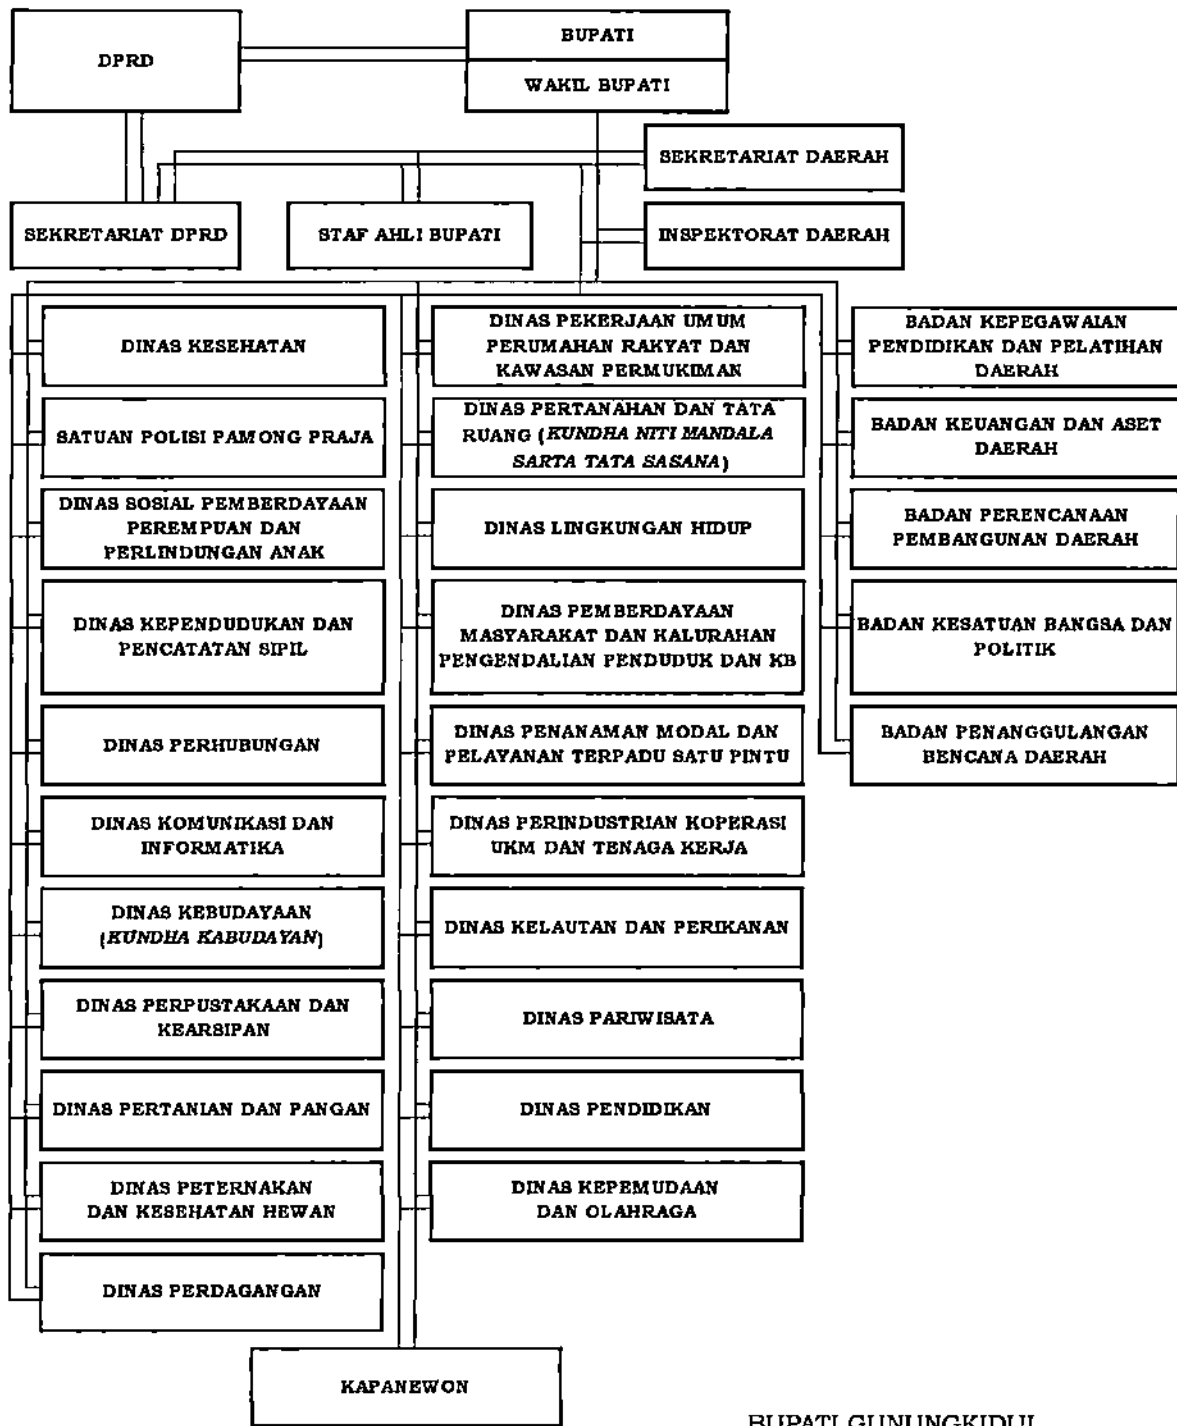 DPRD
BUPATI
WAKIL BUPATI
SEKRETARIAT DAERAH
SEKRETARIAT DPRD
STAF AHLI BUPATI
INSPEKTORAT DAERAH
DINAS KESEHATAN
SATUAN POLISI PAMONG PRAJA
DINAS SOSIAL PEMBERDAYAAN
PEREMPUAN DAN
PERLINDUNGAN ANAK
DINAS KEPENDUDUKAN DAN
PENCATATAN SIPIL
DINAS PERHUBUNGAN
DINAS KOMUNIKASI DAN
INFORMATIKA
DINAS KEBUDAYAAN
(KUNDHA KABUDAYAN)
DINAS PERPUSTAKAAN DAN
KEARSIPAN
DINAS PERTANIAN DAN PANGAN
DINAS PETERNAKAN
DAN KESEHATAN HEWAN
DINAS PERDAGANGAN
DINAS PEKERJAAN UMUM
PERUMAHAN RAKYAT DAN
KAWASAN PERMUKIMAN
DINAS PERTANAHAN DAN TATA
RUANG (KUNDHA NITI MANDALA
SARTA TATA SASANA)
DINAS LINGKUNGAN HIDUP
DINAS PEMBERDAYAAN
MASYARAKAT DAN KALURAHAN
PENGENDALIAN PENDUDUK DAN KB
DINAS PENANAMAN MODAL DAN
PELAYANAN TERPADU SATU PINTU
DINAS PERINDUSTRIAN KOPERASI
UKM DAN TENAGA KERJA
DINAS KELAUTAN DAN PERIKANAN
DINAS PARIWISATA
DINAS PENDIDIKAN
DINAS KEPEMUDAAN
DAN OLAHRAGA
BADAN KEPEGAWAIAN
PENDIDIKAN DAN PELATIHAN
DAERAH
BADAN KEUANGAN DAN ASET
DAERAH
BADAN PERENCANAAN
PEMBANGUNAN DAERAH
BADAN KESATUAN BANGSA DAN
POLITIK
BADAN PENANGGULANGAN
BENCANA DAERAH
KAPANEWON
BUPATI GUNUNGKIDUL